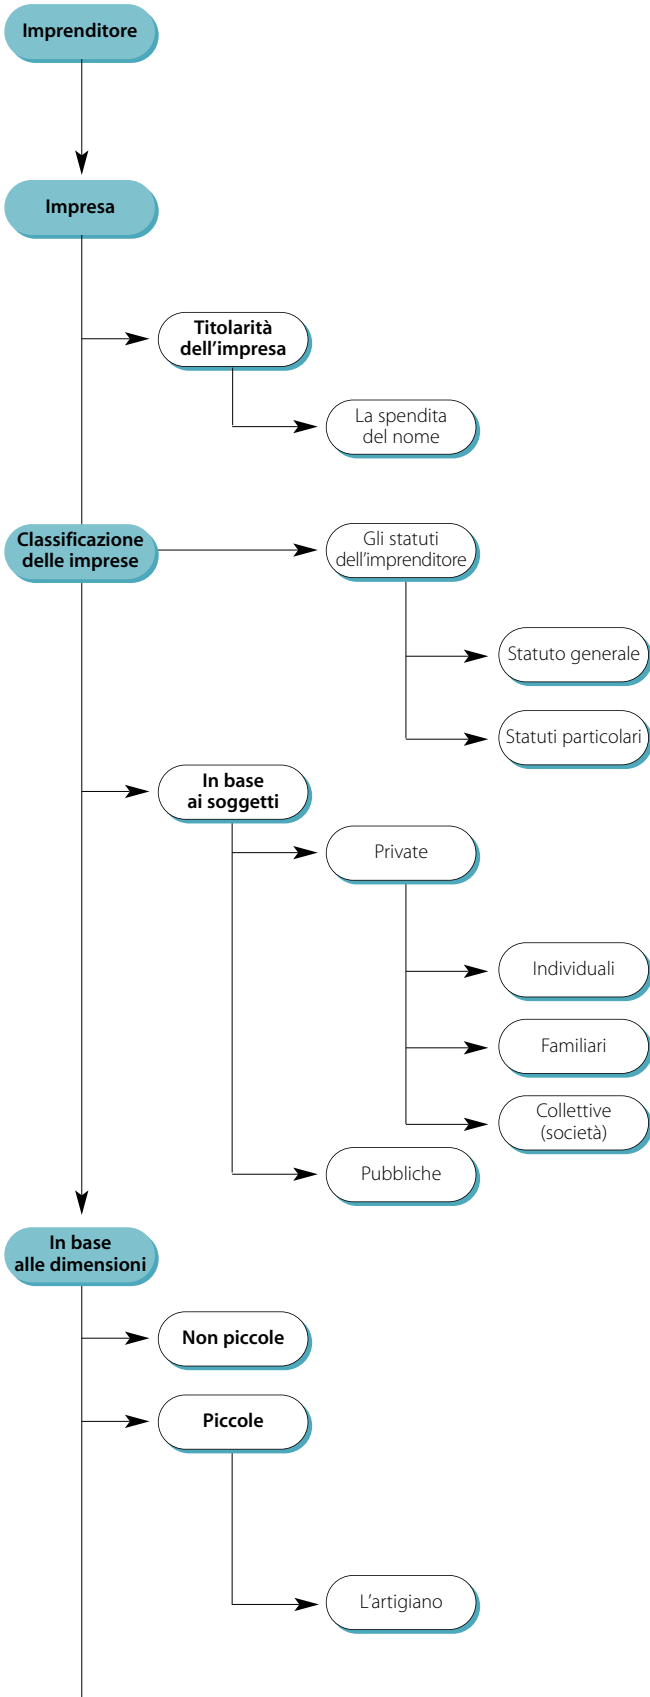 Imprenditore
Impresa
Titolarità
dell'impresa
La spendita
del nome
Classificazione
delle imprese
Gli statuti
dell'imprenditore
Statuto generale
Statuti particolari
In base
ai soggetti
Private
Individuali
Familiari
Collettive
(società)
Pubbliche
In base
alle dimensioni
Non piccole
Piccole
L'artigiano